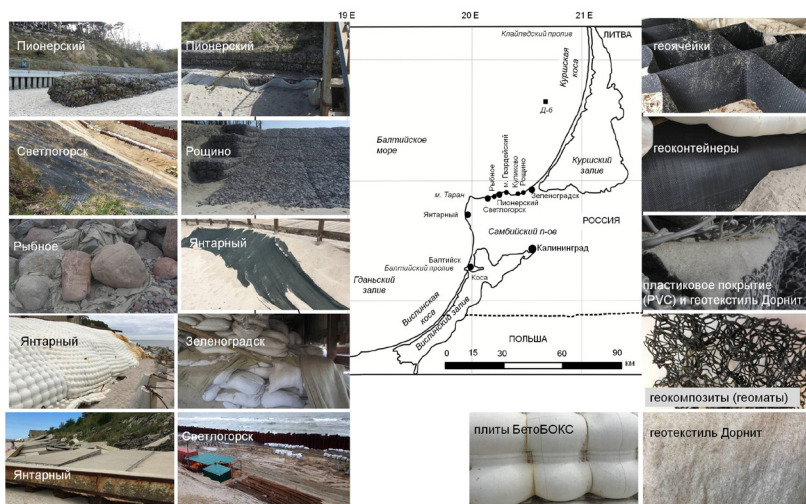 Пионерский
Пионерский
Светлогорск
Рощино
Рыбное
Янтарный
Янтарный
Зеленоградск
Янтарный
Светлогорск
19 E
20 E
21 E
Клайпедский пролив
ЛИТВА
Куршская
коса
Д-6
Балтийское
море
Рыбное
м. Гвардейский
Куликово
Рощино
Куршский
залив
м. Таран
Зеленоградск
Пионерский
Светлогорск
Янтарный
РОССИЯ
Самбийский п-ов
Калининград
Балтийск
Балтийский пролив
Коса
Гданьский
залив
Вислинская
коса
Вислинский залив
ПОЛЬША
0 15 30 60 90
км
геоячейки
геоконтейнеры
пластиковое покрытие
(PVC) и геотекстиль Дорнит
геокомпозиты (геоматы)
плиты БетоБОКС
геотекстиль Дорнит